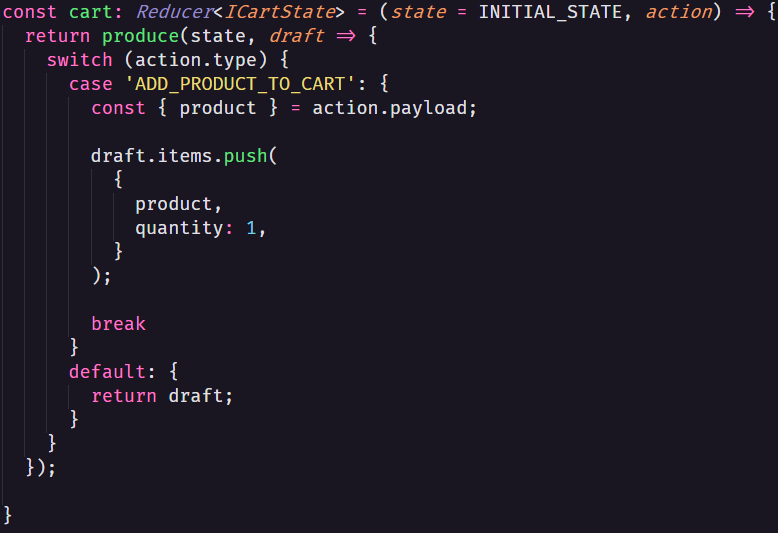 const cart: Reducer<ICartState> = (state = INITIAL_STATE, action) => {
  return produce(state, draft => {
    switch (action.type) {
      case 'ADD_PRODUCT_TO_CART': {
        const { product } = action.payload;

        draft.items.push(
          {
            product,
            quantity: 1,
          }
        );

        break
      }
      default: {
        return draft;
      }
    }
  });

}